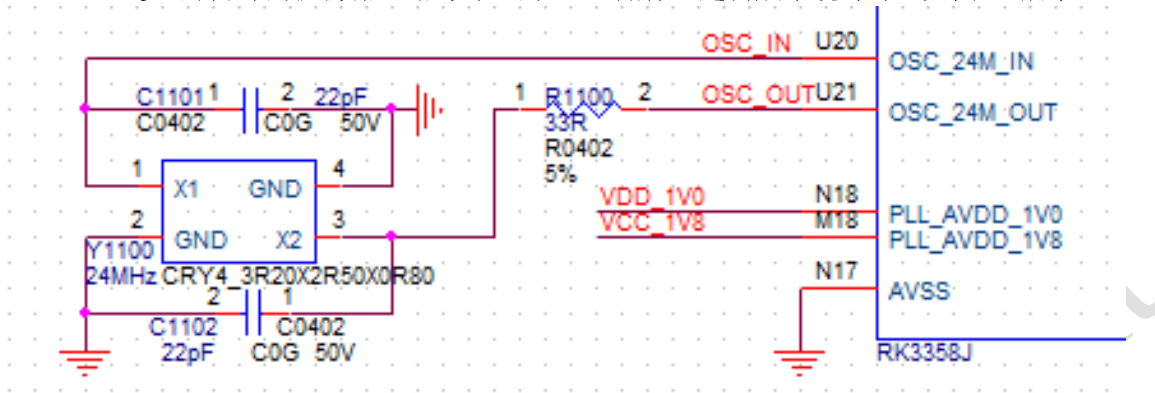 OSC_IN U20
OSC_24M_IN
C1101 1 2 22pF
C0402 C0G 50V
1 R1100 2 OSC_OUT U21
33R
OSC_24M_OUT
R0402
5%
1 X1 GND 4
2 GND X2 3
Y1100
24MHz CRY4_3R20X2R50X0R80
2 1
C1102 C0402
22pF C0G 50V
VDD_1V0 N18
PLL_AVDD_1V0
VCC_1V8 M18
PLL_AVDD_1V8
N17
AVSS
RK3358J